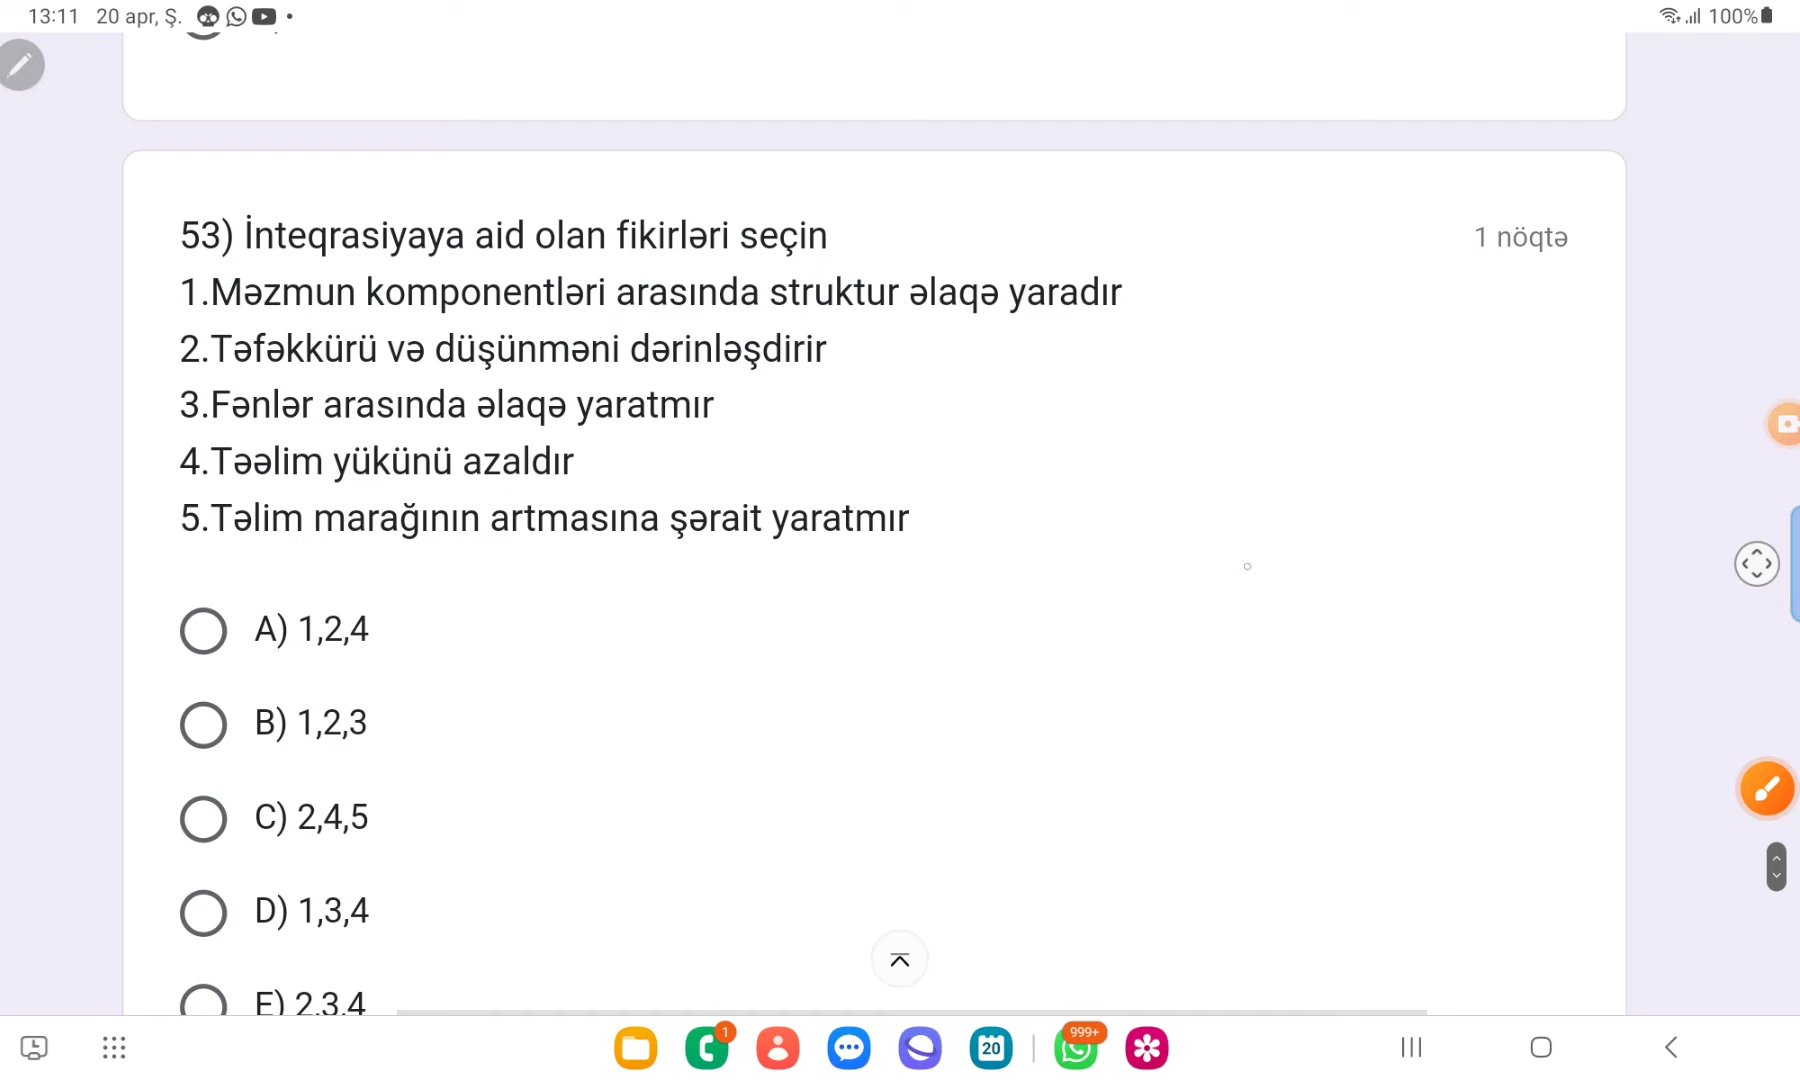 13:11 20 apr, Ş. 100%
53) İnteqrasiyaya aid olan fikirləri seçin
1 nöqtə
1.Məzmun komponentləri arasında struktur əlaqə yaradır
2.Təfəkkürü və düşünməni dərinləşdirir
3.Fənlər arasında əlaqə yaratmır
4.Təəlim yükünü azaldır
5.Təlim marağının artmasına şərait yaratmır
A) 1,2,4
B) 1,2,3
C) 2,4,5
D) 1,3,4
E) 2,3,4
1
20
999+